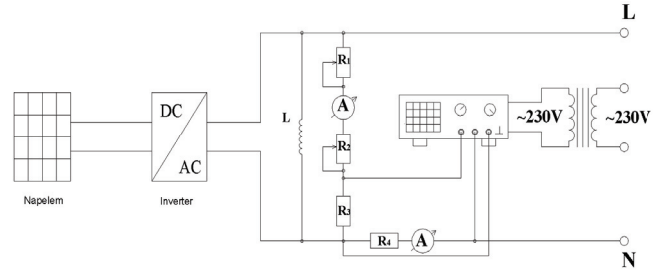 L
R1
DC
A
L
~230V
~230V
R2
AC
Napelem
Inverter
R3
R4
A
N